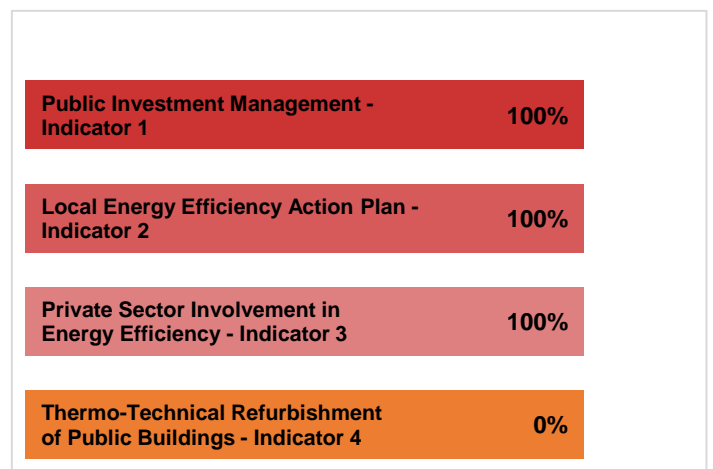 Public Investment Management -
Indicator 1
100%
Local Energy Efficiency Action Plan -
Indicator 2
100%
Private Sector Involvement in
Energy Efficiency - Indicator 3
100%
Thermo-Technical Refurbishment
of Public Buildings - Indicator 4
0%